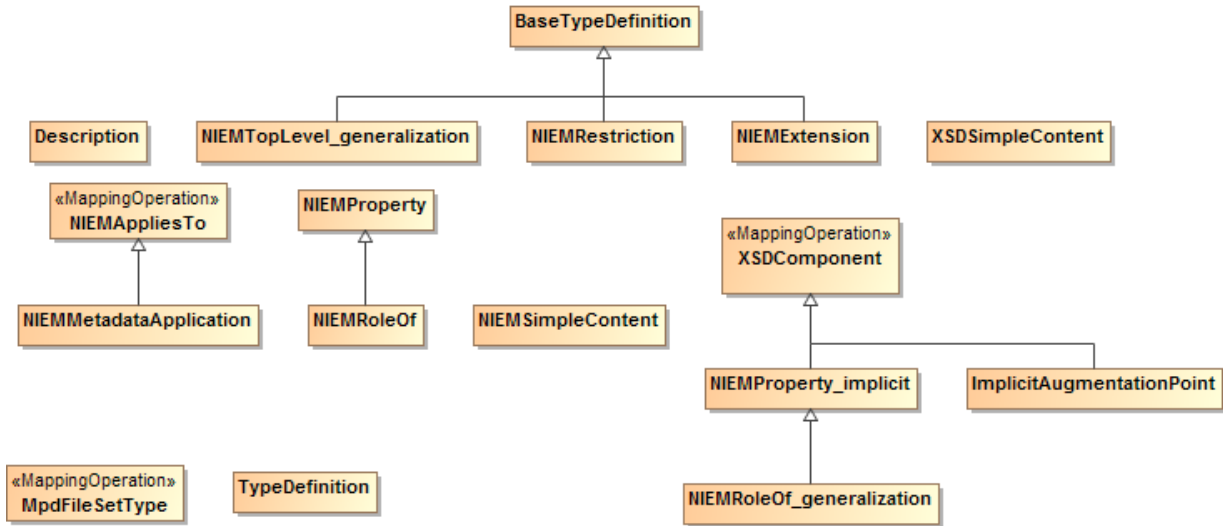 BaseTypeDefinition
Description
NIEMTopLevel_generalization
NIEMRestriction
NIEMExtension
XSDSimpleContent
«MappingOperation»
NIEMAppliesTo
NIEMProperty
«MappingOperation»
XSDComponent
NIEMMetadataApplication
NIEMRoleOf
NIEMSimpleContent
NIEMProperty_implicit
ImplicitAugmentationPoint
«MappingOperation»
MpdFileSetType
TypeDefinition
NIEMRoleOf_generalization